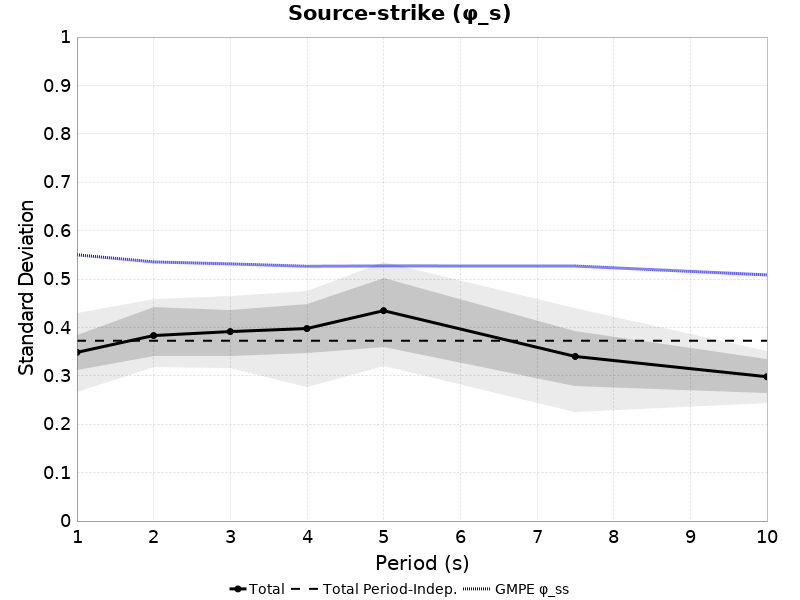 Source-strike (φ_s)
Standard Deviation
1
0.9
0.8
0.7
0.6
0.5
0.4
0.3
0.2
0.1
0
1 2 3 4 5 6 7 8 9 10
Period (s)
Total Total Period-Indep. GMPE φ_ss